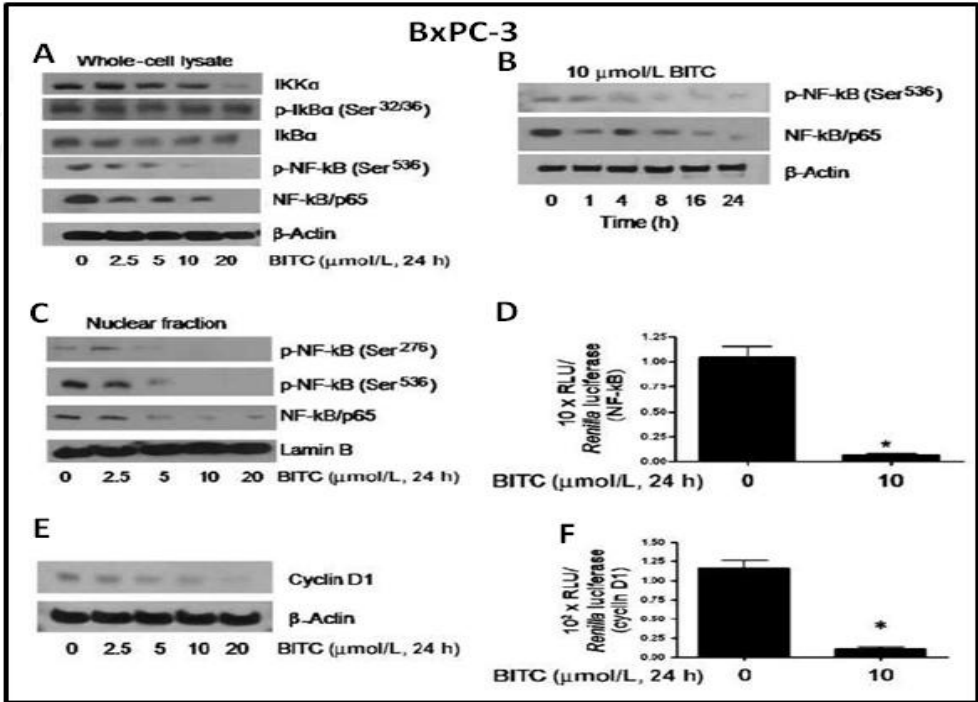 BxPC-3
A
Whole-cell lysate
IKKα
p-IkBα (Ser32/36)
IkBα
p-NF-kB (Ser536)
NF-kB/p65
β-Actin
0 2.5 5 10 20 BITC (μmol/L, 24 h)
B
10 μmol/L BITC
p-NF-kB (Ser536)
NF-kB/p65
β-Actin
0 1 4 8 16 24
Time (h)
C
Nuclear fraction
p-NF-kB (Ser276)
p-NF-kB (Ser536)
NF-kB/p65
Lamin B
0 2.5 5 10 20 BITC (μmol/L, 24 h)
D
10 x RLU/
Renilla luciferase
(NF-kB)
1.25
1.00
0.75
0.50
0.25
0.00
*
BITC (μmol/L, 24 h) 0 10
E
Cyclin D1
β-Actin
0 2.5 5 10 20 BITC (μmol/L, 24 h)
F
10² x RLU/
Renilla luciferase
(cyclin D1)
1.50
1.25
1.00
0.75
0.50
0.25
0.00
*
BITC (μmol/L, 24 h) 0 10